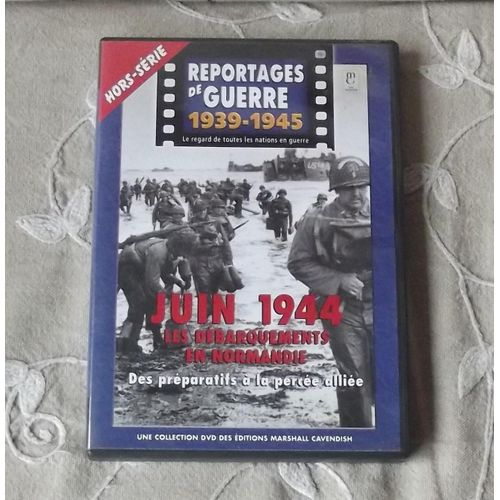 HORS-SÉRIE
REPORTAGES
DE GUERRE
1939-1945
Le regard de toutes les nations en guerre
JUIN 1944
LES DÉBARQUEMENTS
EN NORMANDIE
Des préparatifs à la percée alliée
UNE COLLECTION DVD DES ÉDITIONS MARSHALL CAVENDISH